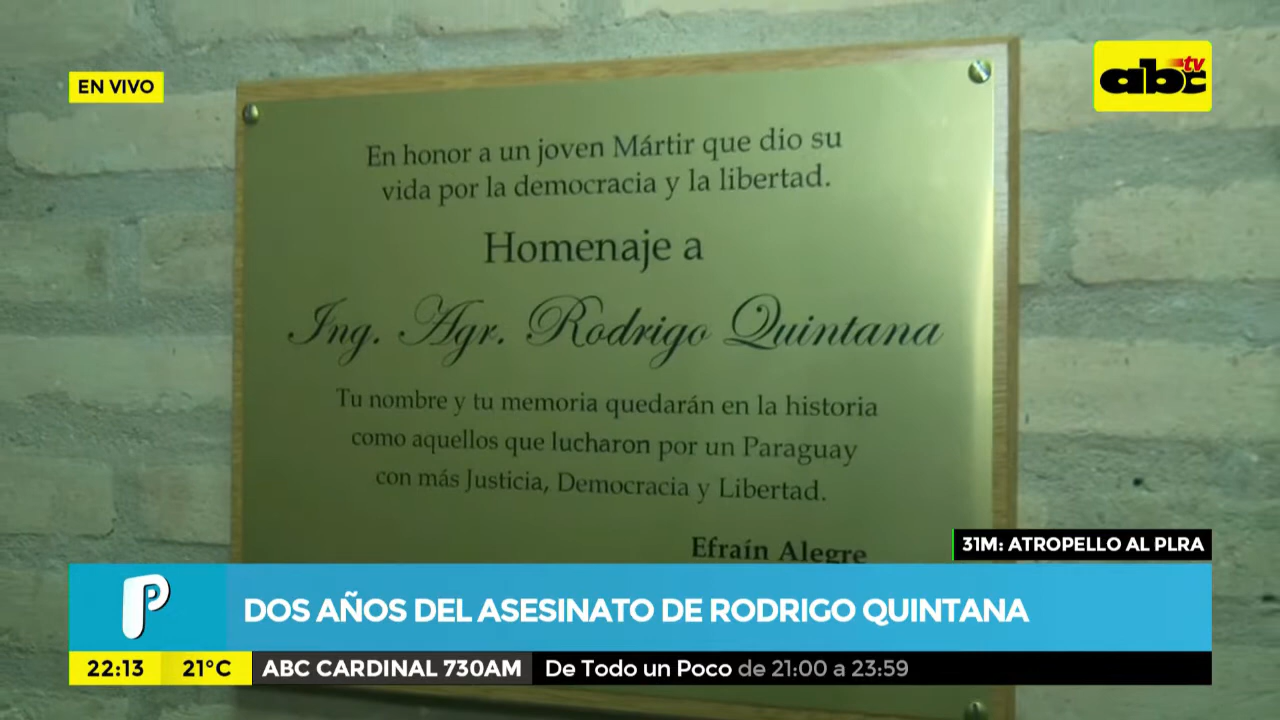 EN VIVO
abc tv
En honor a un joven Mártir que dio su
vida por la democracia y la libertad.
Homenaje a
Ing. Agr. Rodrigo Quintana
Tu nombre y tu memoria quedarán en la historia
como aquellos que lucharon por un Paraguay
con más Justicia, Democracia y Libertad.
Efraín Alegre
31M: ATROPELLO AL PLRA
P
DOS AÑOS DEL ASESINATO DE RODRIGO QUINTANA
22:13 21°C ABC CARDINAL 730AM De Todo un Poco de 21:00 a 23:59